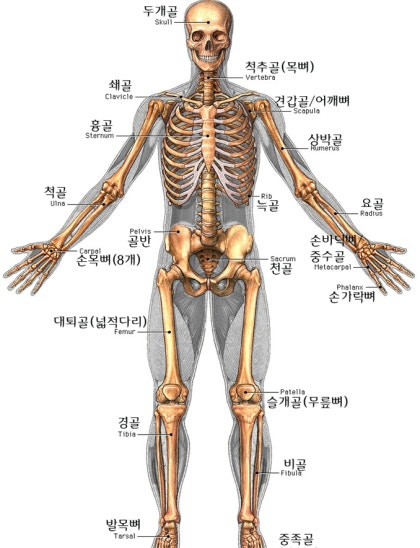 두개골
Skull
척추골(목뼈)
Vertebra
쇄골
Clavicle
견갑골/어깨뼈
Scapula
흉골
Sternum
상박골
Humerus
척골
Ulna
Rib
늑골
요골
Radius
Pelvis
골반
손바닥뼈
중수골
Metacarpal
Carpal
손목뼈(8개)
Sacrum
천골
Phalanx
손가락뼈
대퇴골(넓적다리)
Femur
Patella
슬개골(무릎뼈)
경골
Tibia
비골
Fibula
발목뼈
Tarsal
중족골